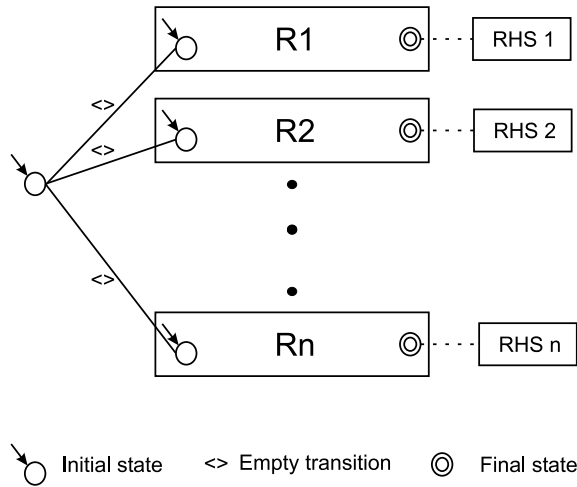 R1
RHS 1
<>
R2
RHS 2
<>
<>
Rn
RHS n
Initial state
<> Empty transition
Final state